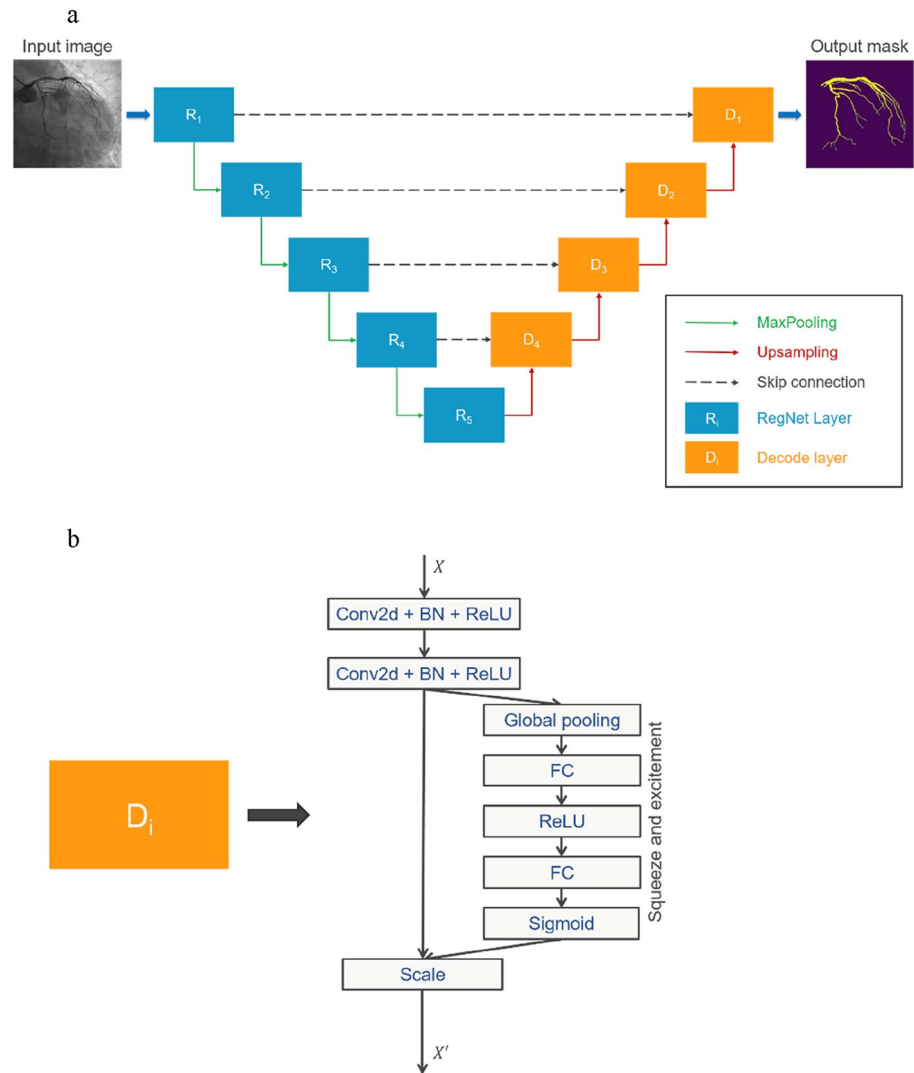 a
Input image
Output mask
R1
D1
R2
D2
R3
D3
R4
D4
R5
MaxPooling
Upsampling
Skip connection
Ri
RegNet Layer
Di
Decode layer
b
X
Conv2d + BN + ReLU
Conv2d + BN + ReLU
Global pooling
FC
ReLU
FC
Sigmoid
Squeeze and excitement
Di
Scale
X'